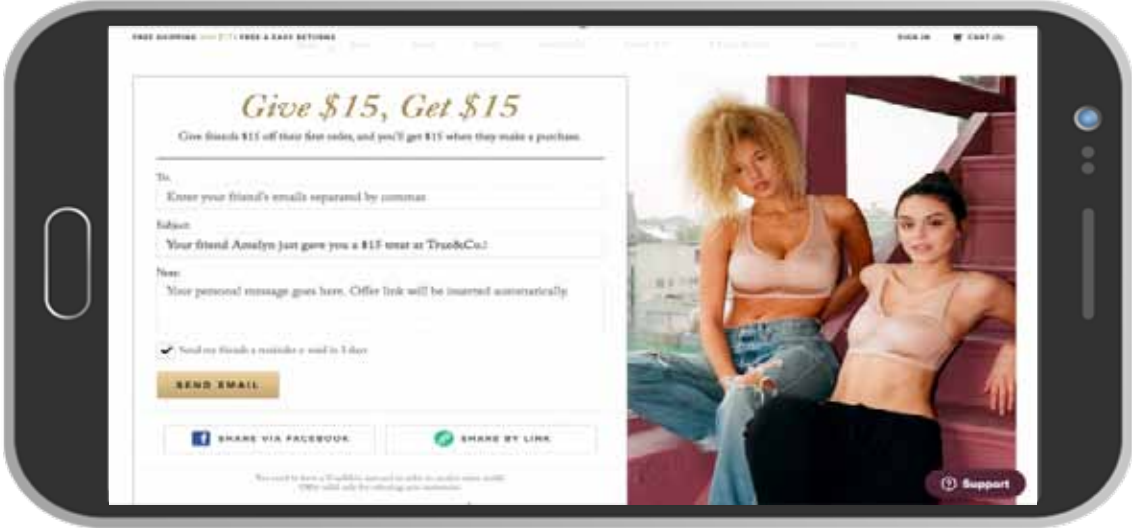 FREE SHIPPING FREE & EASY RETURNS
SIGN IN CART (0)
Give $15, Get $15
Give friends $15 off their first order, and you'll get $15 when they make a purchase.
To:
Enter your friend's emails separated by commas
Subject:
Your friend just gave you a $15 treat at True&Co.!
Note:
Your personal message goes here. Offer link will be inserted automatically.
Send my friends a reminder e-mail in 3 days
SEND EMAIL
f SHARE VIA FACEBOOK
SHARE BY LINK
Offer valid only for
Support